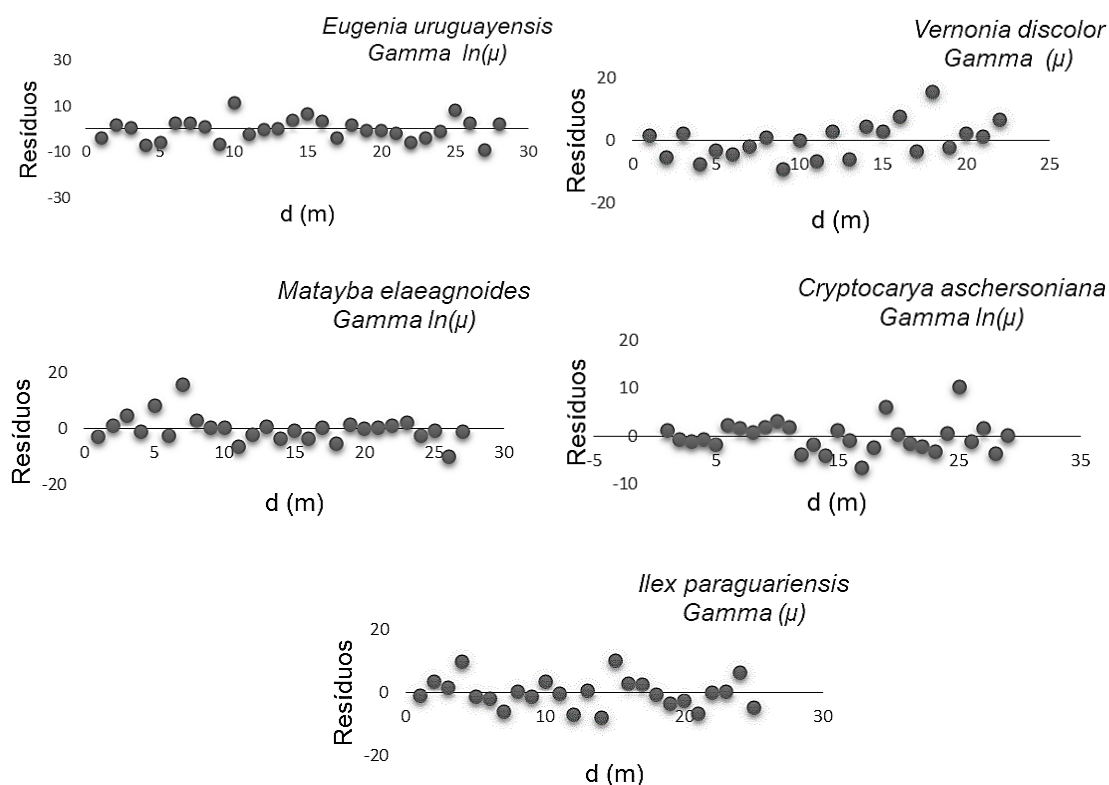 Eugenia uruguayensis
Gamma ln(μ)
30
10
-10
-30
0
5
10
15
20
25
30
Resíduos
d (m)
Vernonia discolor
Gamma (μ)
20
0
-20
0
5
10
15
20
25
Resíduos
d (m)
Matayba elaeagnoides
Gamma ln(μ)
20
0
-20
0
5
10
15
20
25
30
Resíduos
d (m)
Cryptocarya aschersoniana
Gamma ln(μ)
20
10
0
-10
-5
5
15
25
35
Resíduos
d (m)
Ilex paraguariensis
Gamma (μ)
20
0
-20
0
10
20
30
Resíduos
d (m)